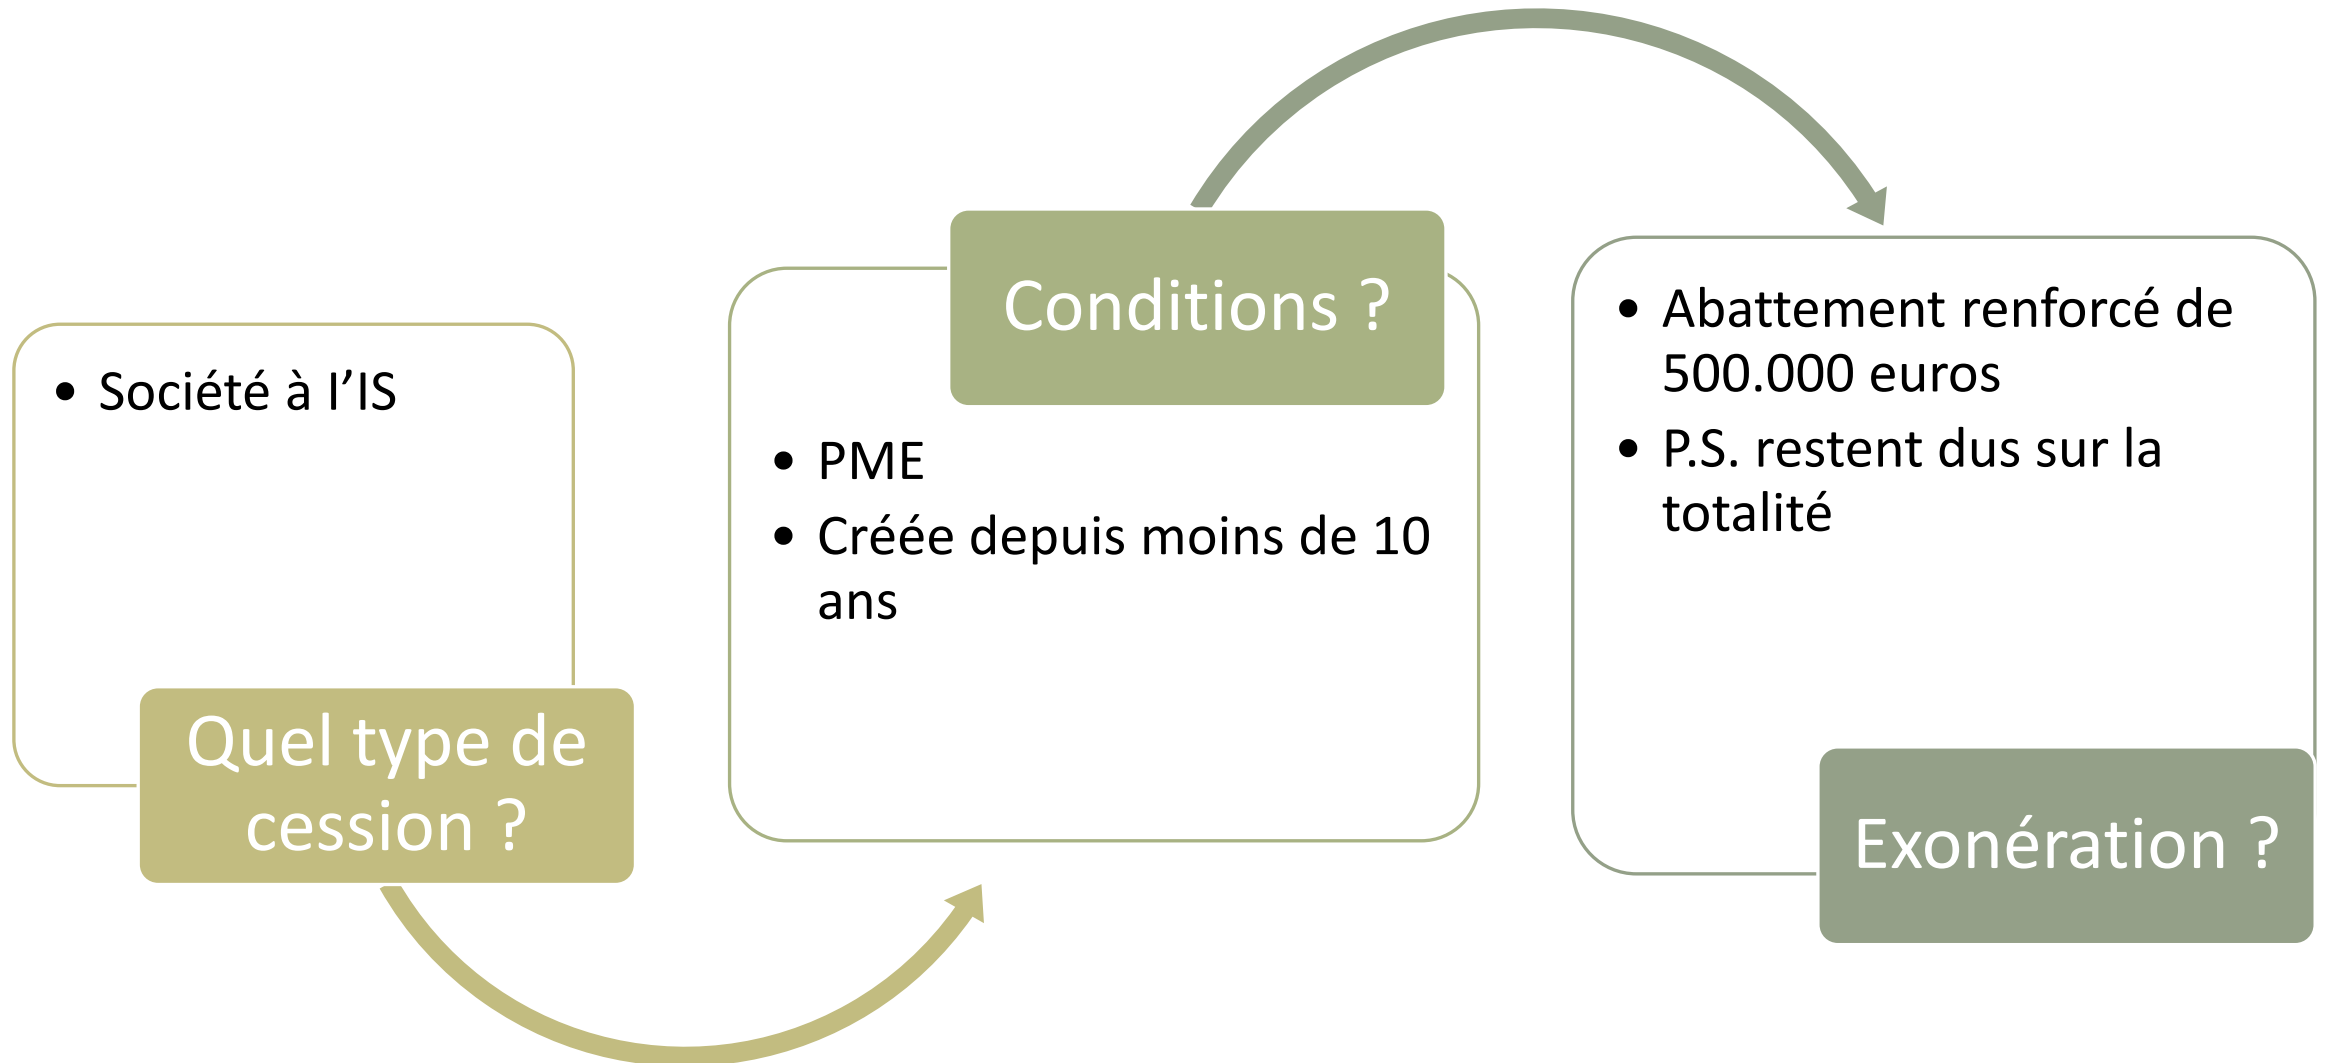 • Société à l’IS
Quel type de
cession ?
Conditions ?
• PME
• Créée depuis moins de 10
ans
• Abattement renforcé de
500.000 euros
• P.S. restent dus sur la
totalité
Exonération ?